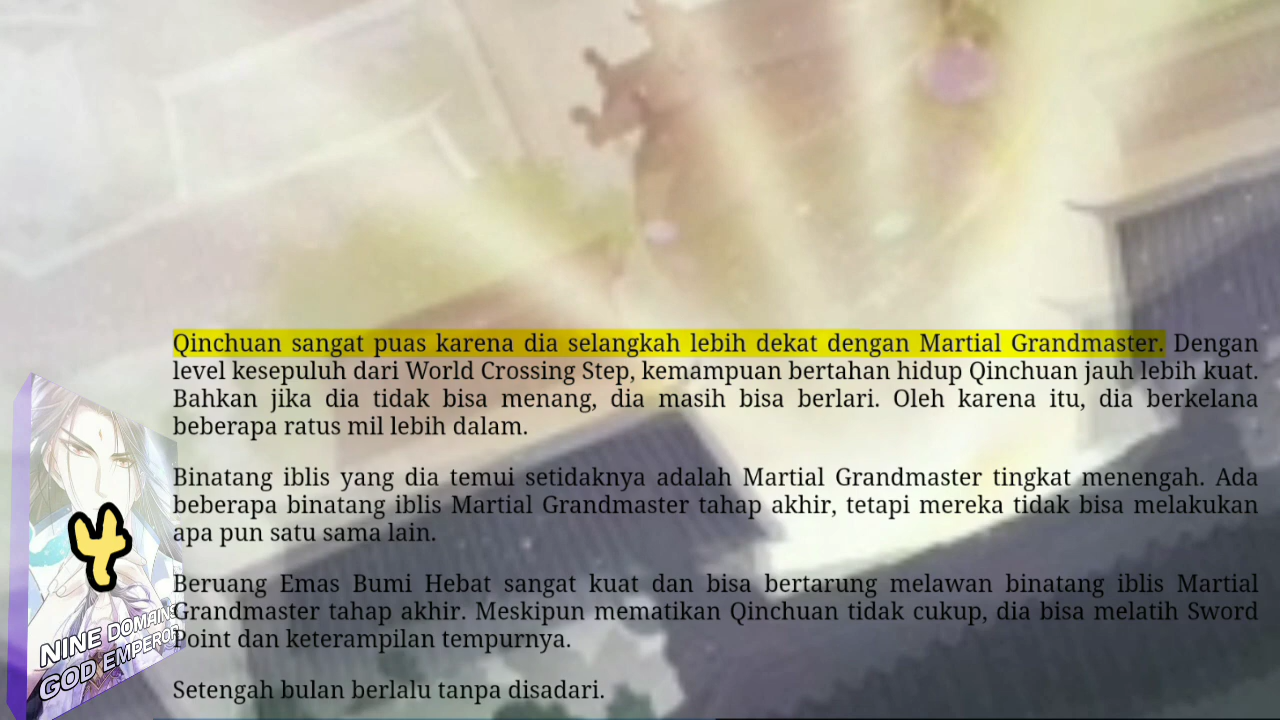 Qinchuan sangat puas karena dia selangkah lebih dekat dengan Martial Grandmaster. Dengan
level kesepuluh dari World Crossing Step, kemampuan bertahan hidup Qinchuan jauh lebih kuat.
Bahkan jika dia tidak bisa menang, dia masih bisa berlari. Oleh karena itu, dia berkelana
beberapa ratus mil lebih dalam.
Binatang iblis yang dia temui setidaknya adalah Martial Grandmaster tingkat menengah. Ada
beberapa binatang iblis Martial Grandmaster tahap akhir, tetapi mereka tidak bisa melakukan
apa pun satu sama lain.
Beruang Emas Bumi Hebat sangat kuat dan bisa bertarung melawan binatang iblis Martial
Grandmaster tahap akhir. Meskipun mematikan Qinchuan tidak cukup, dia bisa melatih Sword
Point dan keterampilan tempurnya.
Setengah bulan berlalu tanpa disadari.
4
NINE DOMAINS
GOD EMPEROR